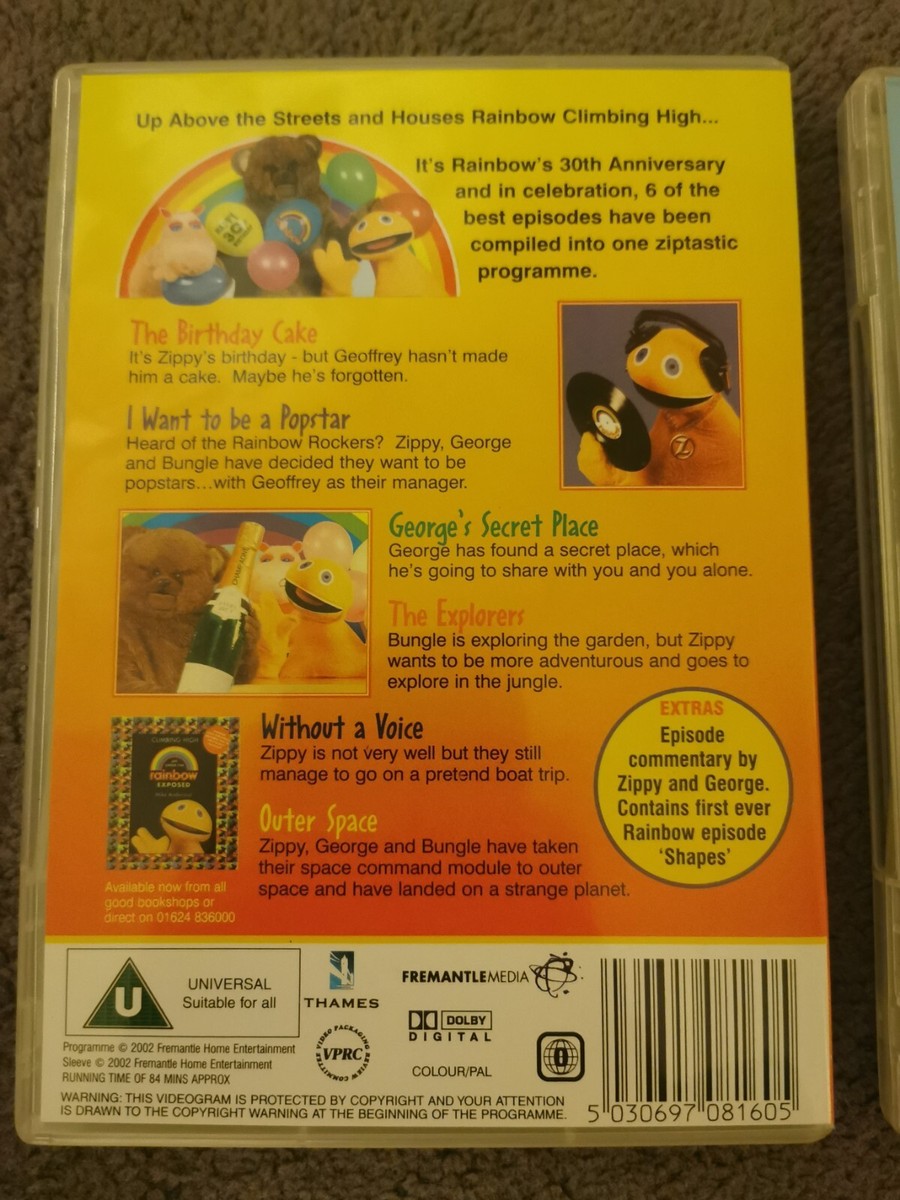 Up Above the Streets and Houses Rainbow Climbing High...
It's Rainbow's 30th Anniversary
and in celebration, 6 of the
best episodes have been
compiled into one ziptastic
programme.
The Birthday Cake
It's Zippy's birthday - but Geoffrey hasn't made
him a cake. Maybe he's forgotten.
I Want to be a Popstar
Heard of the Rainbow Rockers? Zippy, George
and Bungle have decided they want to be
popstars...with Geoffrey as their manager.
Z
CHAMPAGNE
George's Secret Place
George has found a secret place, which
he's going to share with you and you alone.
The Explorers
Bungle is exploring the garden, but Zippy
wants to be more adventurous and goes to
explore in the jungle.
CLIMBING HIGH
rainbow
EXPOSED
Available now from all
good bookshops or
direct on 01624 836000
Without a Voice
Zippy is not very well but they still
manage to go on a pretend boat trip.
Outer Space
Zippy, George and Bungle have taken
their space command module to outer
space and have landed on a strange planet.
EXTRAS
Episode
commentary by
Zippy and George.
Contains first ever
Rainbow episode
'Shapes'
U
UNIVERSAL
Suitable for all
THAMES
FREMANTLEMEDIA
DOLBY
DIGITAL
VIDEO PACKAGING REVIEW COMMITTEE
VPRC
COLOUR/PAL
0
Programme © 2002 Fremantle Home Entertainment
Sleeve © 2002 Fremantle Home Entertainment
RUNNING TIME OF 84 MINS APPROX
WARNING: THIS VIDEOGRAM IS PROTECTED BY COPYRIGHT AND YOUR ATTENTION
IS DRAWN TO THE COPYRIGHT WARNING AT THE BEGINNING OF THE PROGRAMME.
5 030697 081605